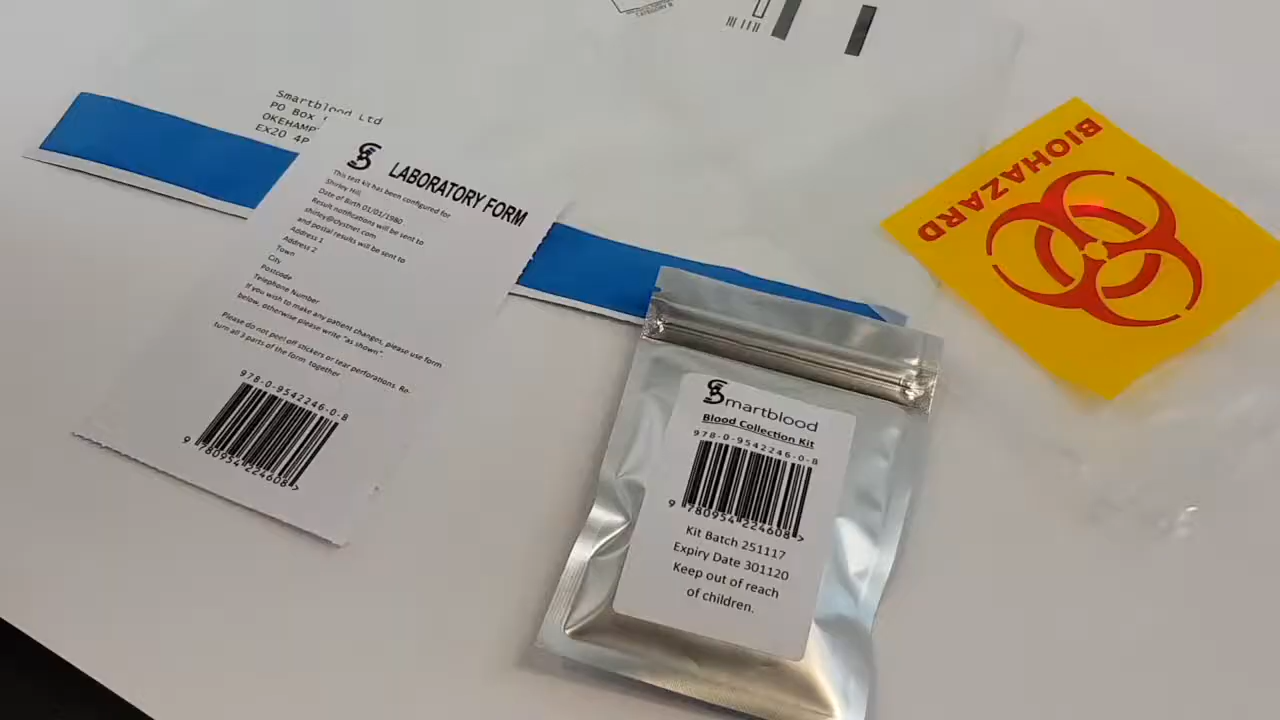 CATEGORY B
Smartblood Ltd
PO Box
OKEHAMP
EX20 4P
LABORATORY FORM
This test kit has been configured for
Shirley Hill
Date of Birth 01/01/1980
Result notifications will be sent to
shirley@olystnet.com
and postal results will be sent to
Address 1
Address 2
Town
City
Postcode
Telephone Number
If you wish to make any patient changes, please use form
below, otherwise please write "as shown"
Please do not peel off stickers or tear perforations. Re-
turn all 3 parts of the form together
978-0-9542246-0-8
9 780954 224608 >
Smartblood
Blood Collection Kit
978-0-9542246-0-8
9 780954 224608 >
Kit Batch 251117
Expiry Date 301120
Keep out of reach
of children.
BIOHAZARD